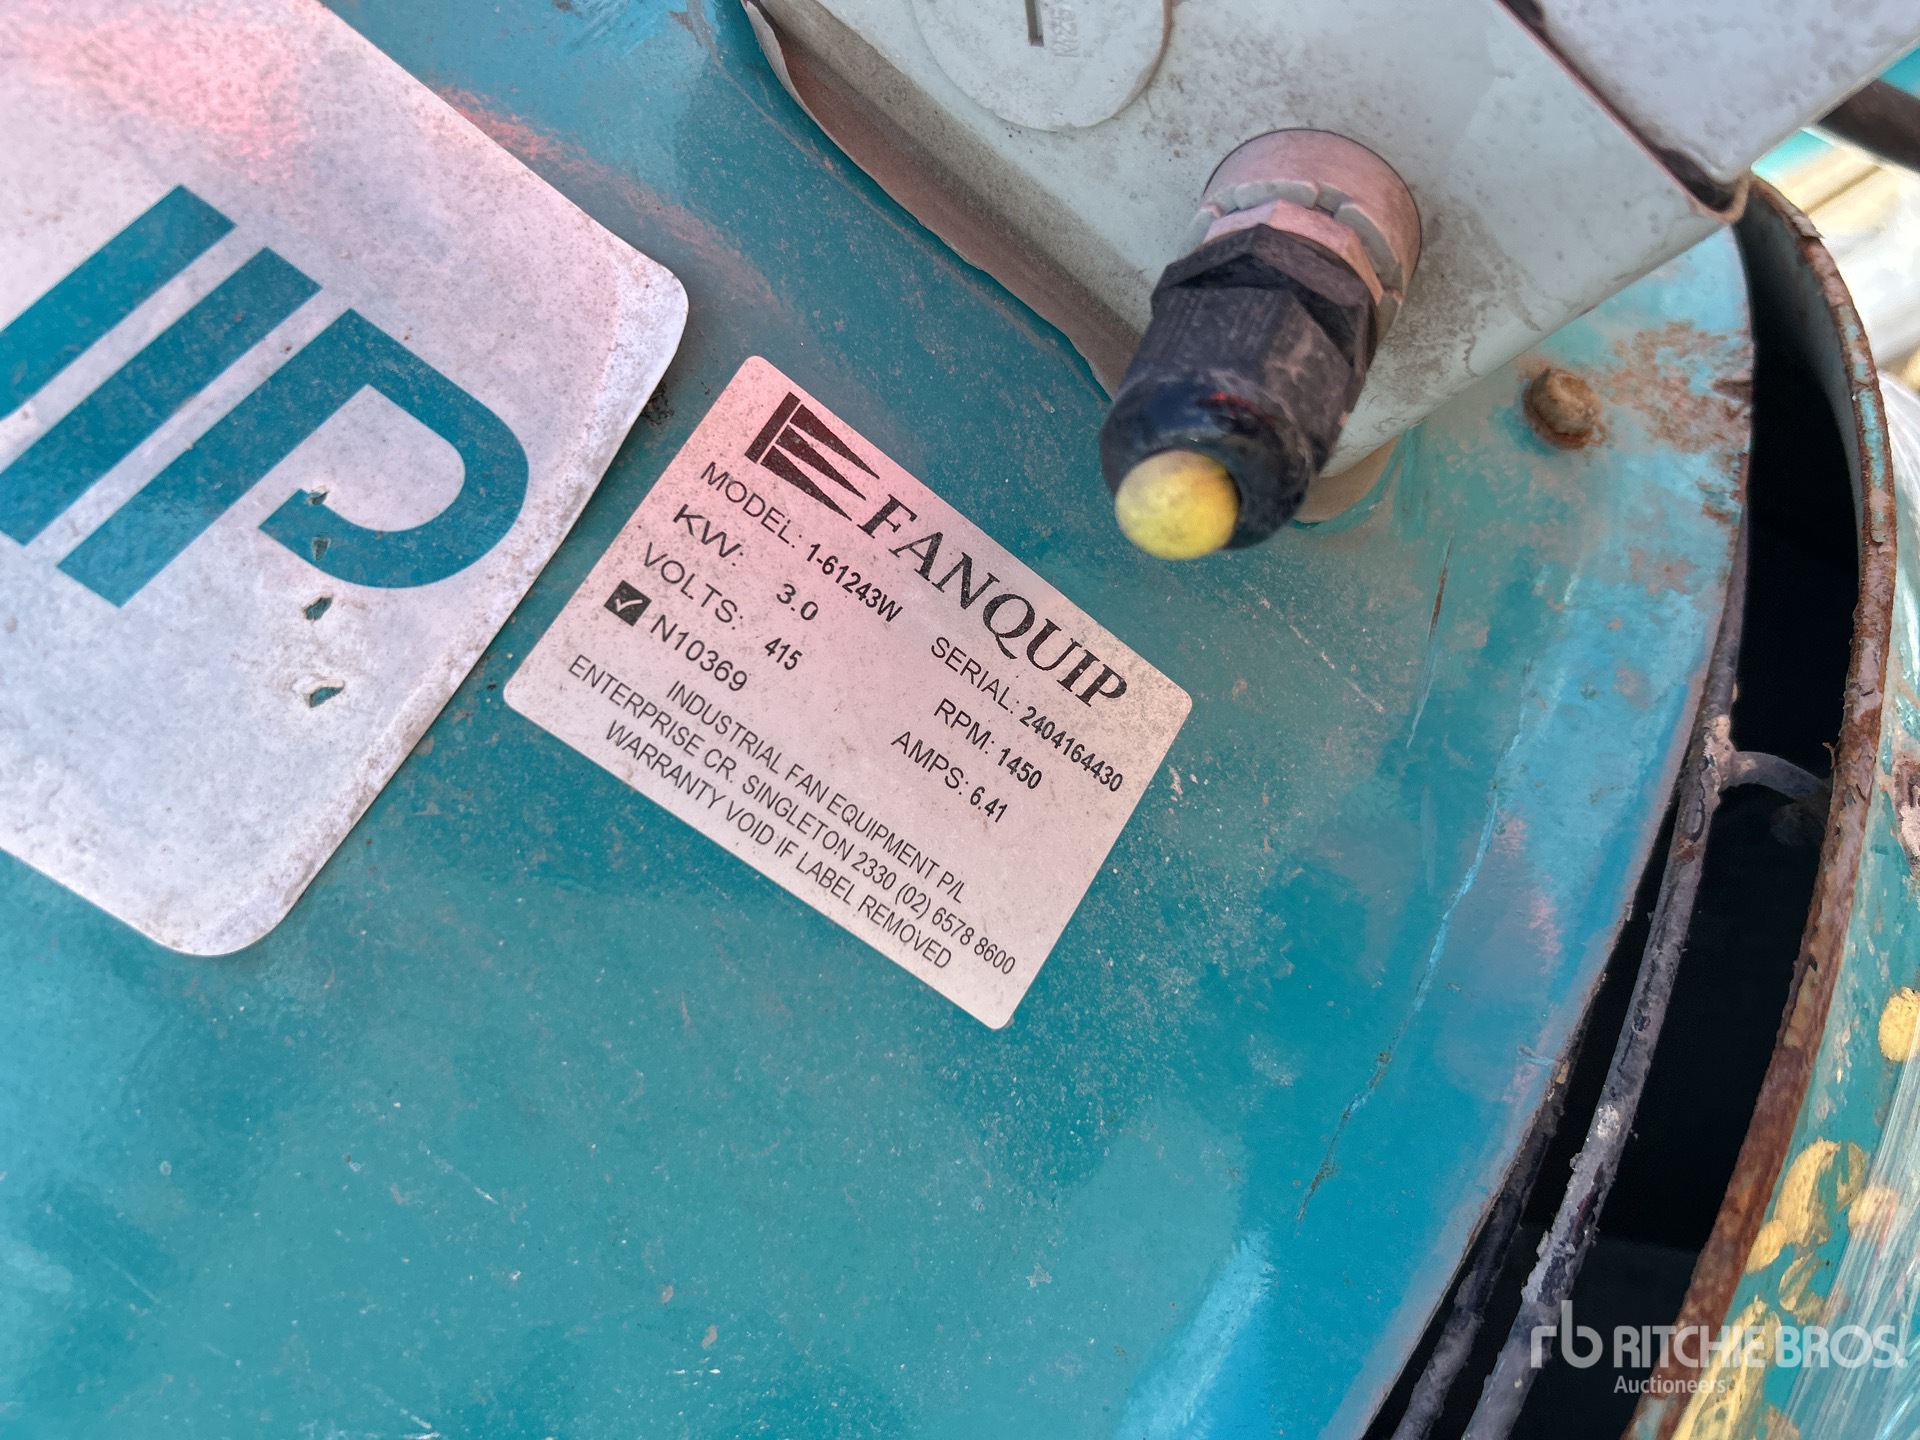 UIP
FANQUIP
MODEL: 1-61243W SERIAL: 2404164430
KW: 3.0 RPM: 1450
VOLTS: 415 AMPS: 6.41
N10369
INDUSTRIAL FAN EQUIPMENT P/L
ENTERPRISE CR. SINGLETON 2330 (02) 6578 8600
WARRANTY VOID IF LABEL REMOVED
rb RITCHIE BROS.
Auctioneers